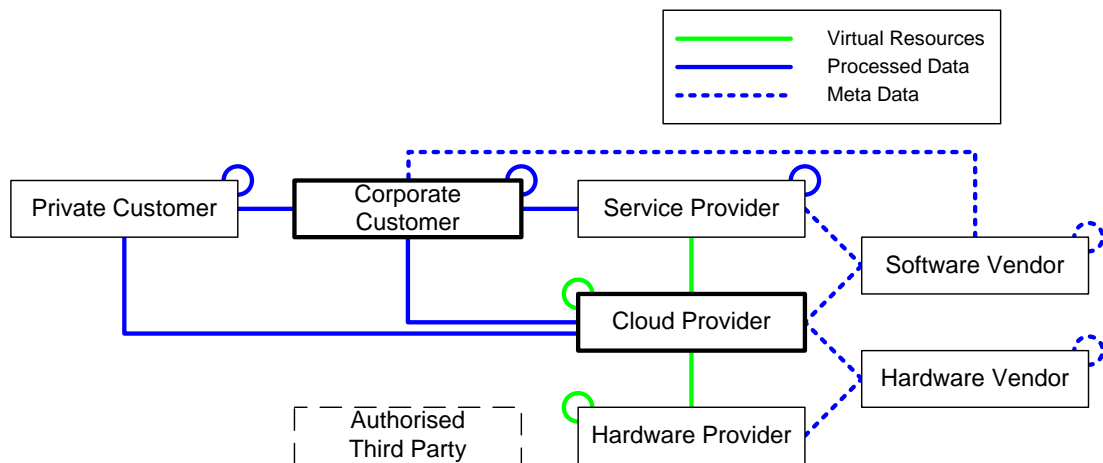 Virtual Resources
Processed Data
Meta Data
Private Customer
Corporate
Customer
Service Provider
Software Vendor
Cloud Provider
Hardware Vendor
Authorised
Third Party
Hardware Provider